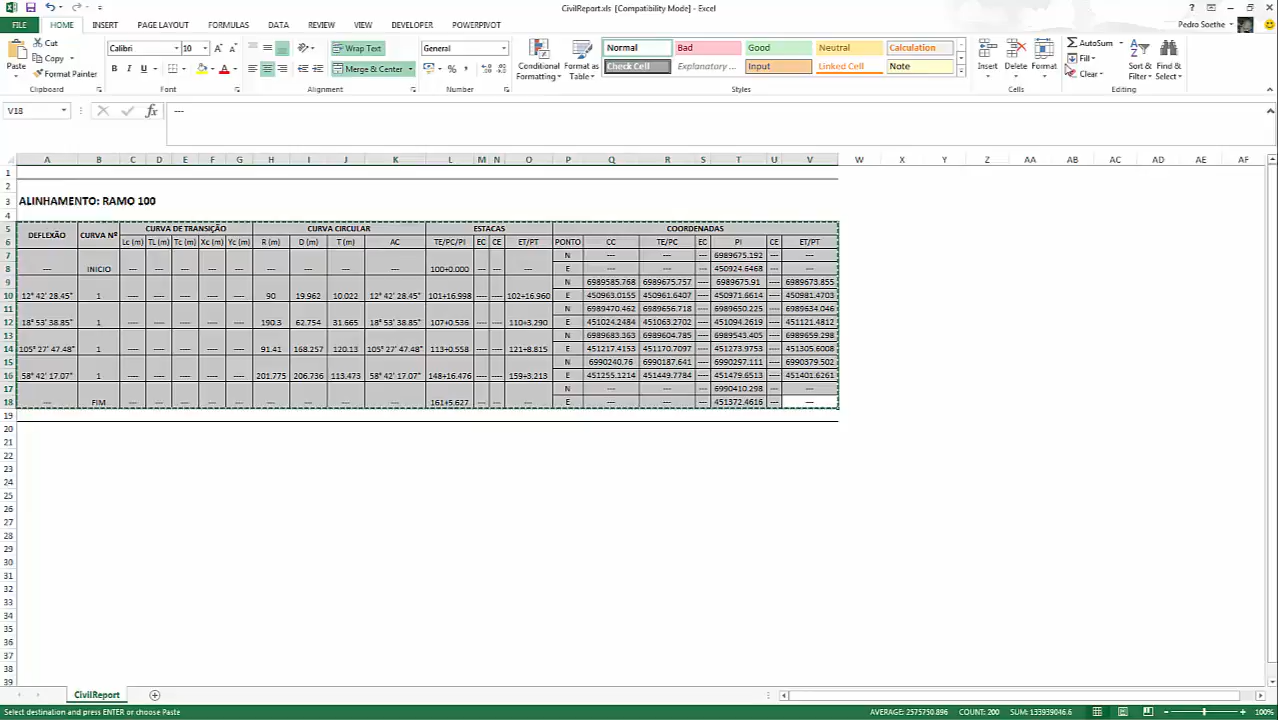 CivilReport.xls [Compatibility Mode] - Excel
FILE HOME INSERT PAGE LAYOUT FORMULAS DATA REVIEW VIEW DEVELOPER POWERPIVOT Pedro Soethe
Cut
Copy
Format Painter
Paste
Clipboard
Calibri 10
Font
Wrap Text
Merge & Center
Alignment
General
Number
Conditional Formatting
Format as Table
Normal Bad Good Neutral Calculation
Check Cell Explanatory ... Input Linked Cell Note
Styles
Insert Delete Format
Cells
AutoSum
Fill
Clear
Sort & Filter
Find & Select
Editing
V18 ---
A B C D E F G H I J K L M N O P Q R S T U V W X Y Z AA AB AC AD AE AF
1
2
3 ALINHAMENTO: RAMO 100
4
5 DEFLEXÃO CURVA Nº CURVA DE TRANSIÇÃO CURVA CIRCULAR ESTACAS COORDENADAS
6 Lc (m) TL (m) Tc (m) Xc (m) Yc (m) R (m) D (m) T (m) AC TE/PC/PI EC CE ET/PT PONTO CC TE/PC EC PI CE ET/PT
7 N --- --- --- 6989675.192 --- ---
8 --- INICIO --- --- --- --- --- --- --- --- --- 100+0.000 --- --- --- E --- --- --- 450924.6468 --- ---
9 N 6989585.768 6989675.757 ---- 6989675.91 ---- 6989673.855
10 12° 42' 28.45" 1 ---- ---- ---- ---- ---- 90 19.962 10.022 12° 42' 28.45" 101+16.998 ---- ---- 102+16.960 E 450963.0155 450961.6407 ---- 450971.6614 ---- 450981.4703
11 N 6989470.462 6989656.718 ---- 6989650.225 ---- 6989634.046
12 18° 53' 38.85" 1 ---- ---- ---- ---- ---- 190.3 62.754 31.665 18° 53' 38.85" 107+0.536 ---- ---- 110+3.290 E 451024.2484 451063.2702 ---- 451094.2619 ---- 451121.4812
13 N 6989683.363 6989604.785 ---- 6989543.405 ---- 6989659.298
14 105° 27' 47.48" 1 ---- ---- ---- ---- ---- 91.41 168.257 120.13 105° 27' 47.48" 113+0.558 ---- ---- 121+8.815 E 451217.4153 451170.7097 ---- 451273.9753 ---- 451305.6008
15 N 6990240.76 6990187.641 ---- 6990297.111 ---- 6990379.502
16 58° 42' 17.07" 1 ---- ---- ---- ---- ---- 201.775 206.736 113.473 58° 42' 17.07" 148+16.476 ---- ---- 159+3.213 E 451255.1214 451449.7784 ---- 451479.6513 ---- 451401.6261
17 N --- --- --- 6990410.298 --- ---
18 --- FIM --- --- --- --- --- --- --- --- --- 161+5.627 --- --- --- E --- --- --- 451372.4616 --- ---
19
20
21
22
23
24
25
26
27
28
29
30
31
32
33
34
35
36
37
38
39
CivilReport
Select destination and press ENTER or choose Paste AVERAGE: 2575750.896 COUNT: 200 SUM: 133939046.6 100%